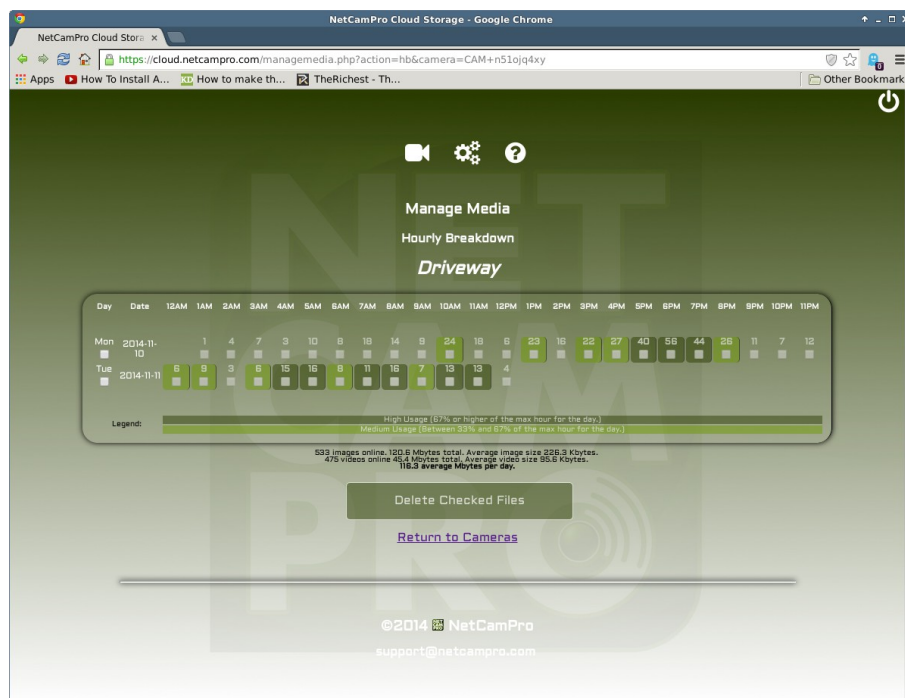 NetCamPro Cloud Storage - Google Chrome
NetCamPro Cloud Stora
https://cloud.netcampro.com/managemedia.php?action=hb&camera=CAM+n51ojq4xy
Apps How To Install A... KD How to make th... TheRichest - Th... Other Bookmark
Manage Media
Hourly Breakdown
Driveway
Day Date 12AM 1AM 2AM 3AM 4AM 5AM 6AM 7AM 8AM 9AM 10AM 11AM 12PM 1PM 2PM 3PM 4PM 5PM 6PM 7PM 8PM 9PM 10PM 11PM
Mon 2014-11-10 1 4 7 3 10 8 18 14 9 24 18 6 23 16 22 27 40 56 44 26 11 7 12
Tue 2014-11-11 6 9 3 6 15 16 8 11 16 7 13 13 4
Legend: High Usage (67% or higher of the max hour for the day.)
Medium Usage (Between 33% and 67% of the max hour for the day.)
533 images online. 120.6 Mbytes total. Average image size 226.3 Kbytes.
475 videos online 45.4 Mbytes total. Average video size 95.6 Kbytes.
116.3 average Mbytes per day.
Delete Checked Files
Return to Cameras
NET
CAM
PRO
©2014 NetCamPro
support@netcampro.com